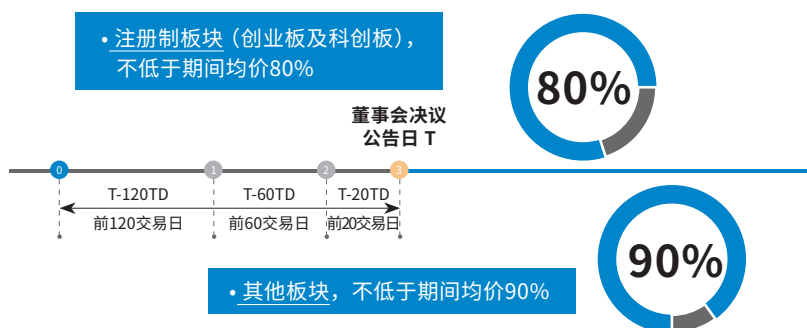 • 注册制板块（创业板及科创板），
不低于期间均价80%
80%
董事会决议
公告日 T
0
1
2
3
T-120TD
T-60TD
T-20TD
前120交易日
前60交易日
前20交易日
• 其他板块，不低于期间均价90%
90%